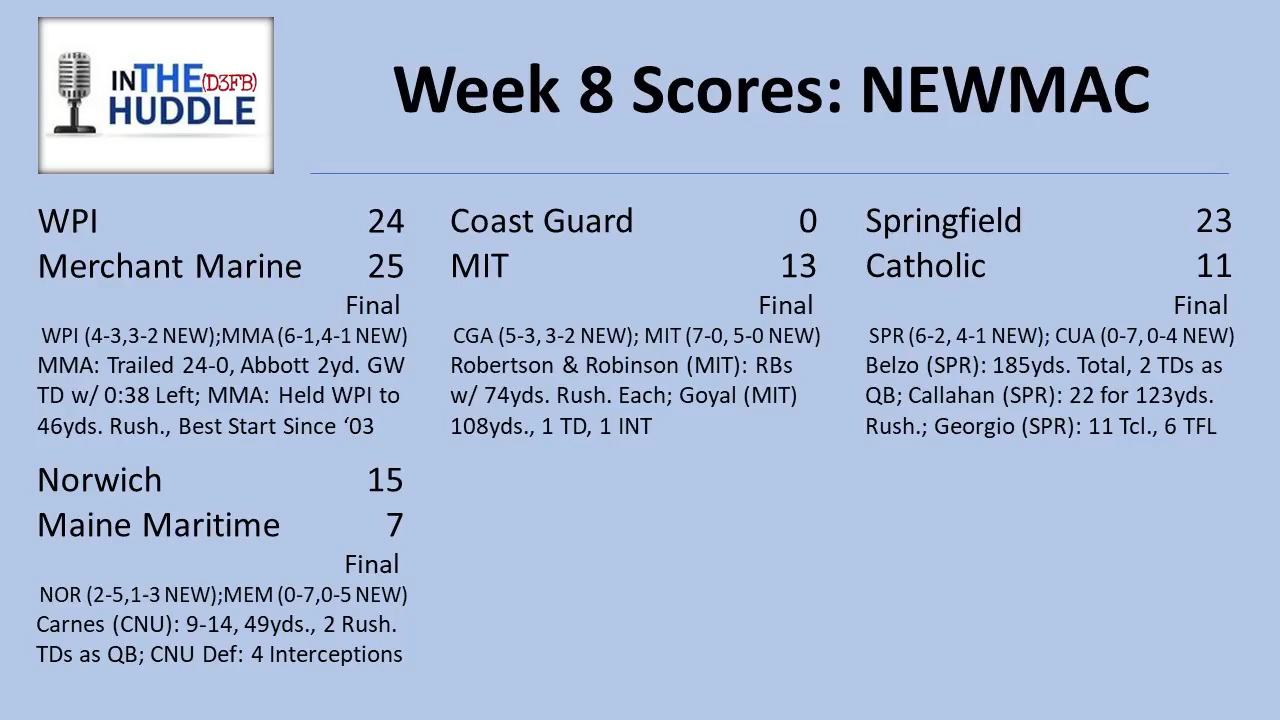 INTHE(D3FB)
HUDDLE
Week 8 Scores: NEWMAC
WPI 24
Merchant Marine 25
Final
WPI (4-3,3-2 NEW);MMA (6-1,4-1 NEW)
MMA: Trailed 24-0, Abbott 2yd. GW
TD w/ 0:38 Left; MMA: Held WPI to
46yds. Rush., Best Start Since ‘03
Coast Guard 0
MIT 13
Final
CGA (5-3, 3-2 NEW); MIT (7-0, 5-0 NEW)
Robertson & Robinson (MIT): RBs
w/ 74yds. Rush. Each; Goyal (MIT)
108yds., 1 TD, 1 INT
Springfield 23
Catholic 11
Final
SPR (6-2, 4-1 NEW); CUA (0-7, 0-4 NEW)
Belzo (SPR): 185yds. Total, 2 TDs as
QB; Callahan (SPR): 22 for 123yds.
Rush.; Georgio (SPR): 11 Tcl., 6 TFL
Norwich 15
Maine Maritime 7
Final
NOR (2-5,1-3 NEW);MEM (0-7,0-5 NEW)
Carnes (CNU): 9-14, 49yds., 2 Rush.
TDs as QB; CNU Def: 4 Interceptions